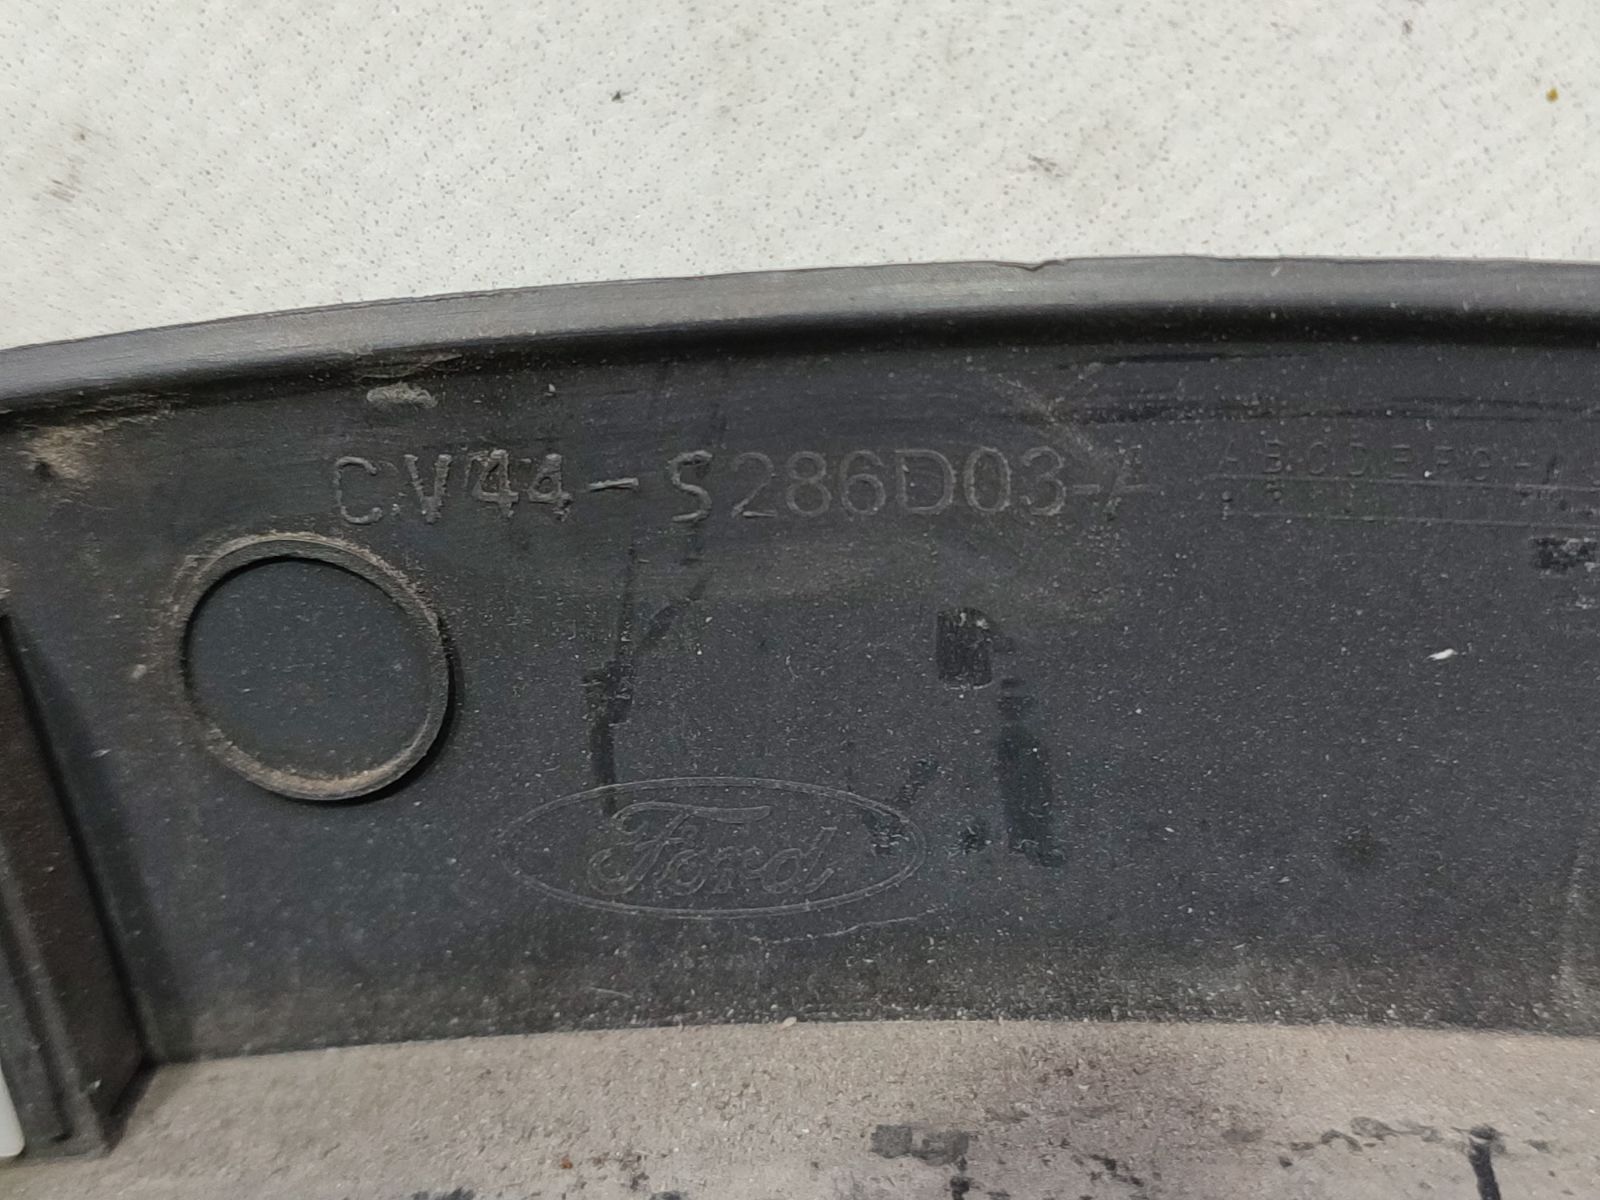 CV44-S286D03-A
A B C D E F G
Ford